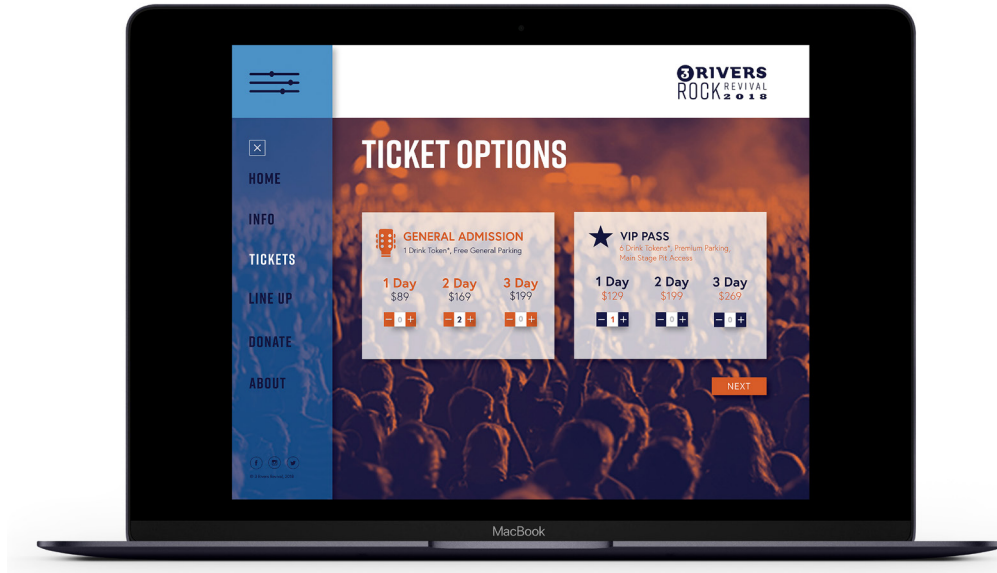 3 RIVERS
ROCK REVIVAL
2018
HOME
INFO
TICKETS
LINE UP
DONATE
ABOUT
TICKET OPTIONS
GENERAL ADMISSION
1 Drink Token*, Free General Parking
1 Day 2 Day 3 Day
$89 $169 $199
− 0 + − 2 + − 0 +
VIP PASS
6 Drink Tokens*, Premium Parking,
Main Stage Pit Access
1 Day 2 Day 3 Day
$129 $199 $269
− 1 + − 0 + − 0 +
NEXT
MacBook